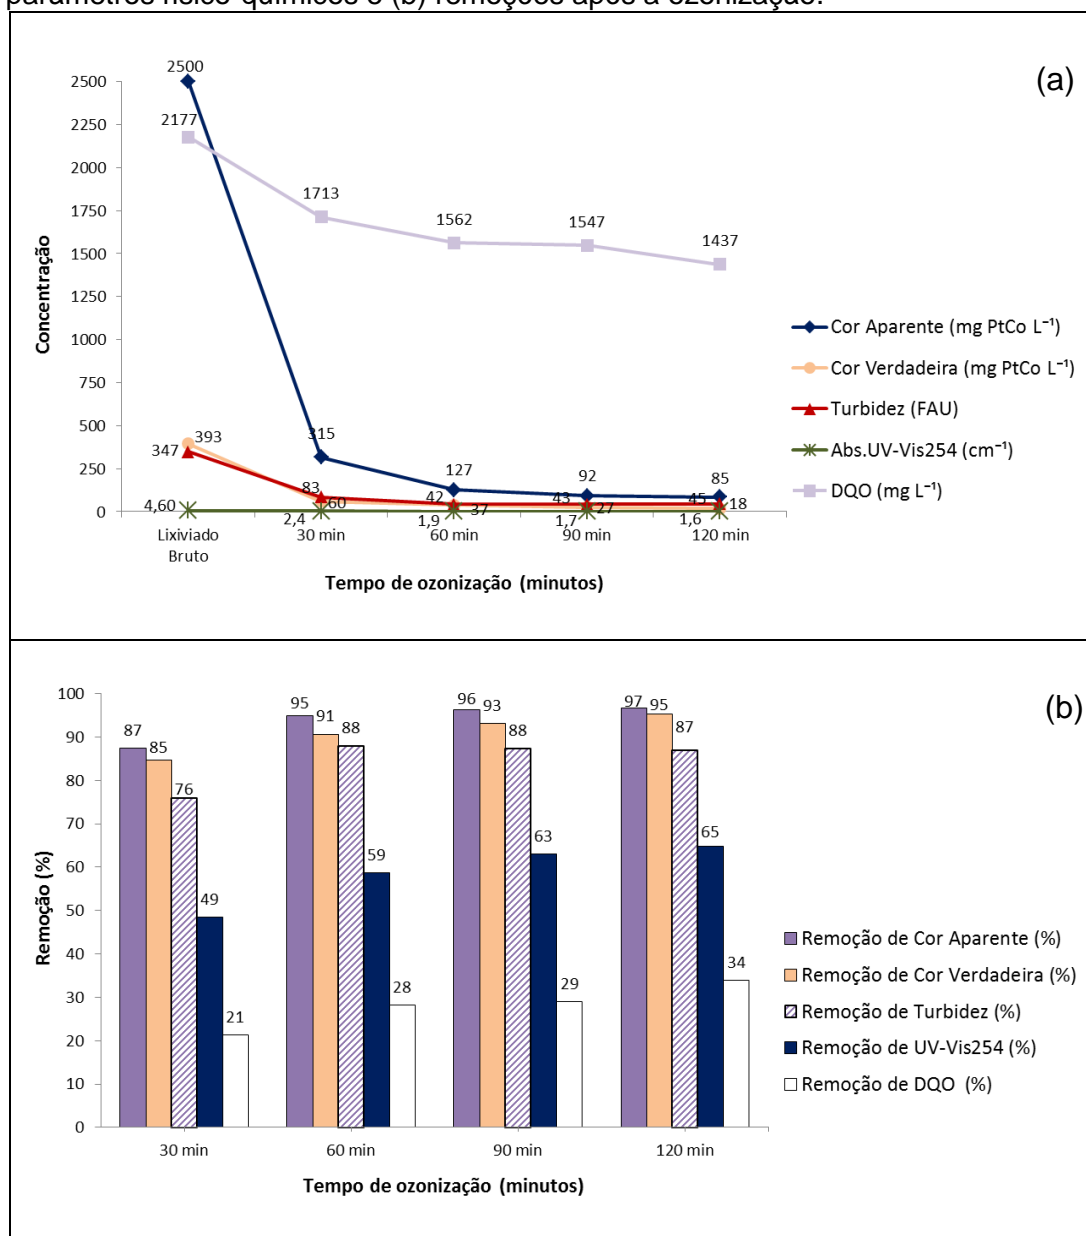 parâmetros físico-químicos e (b) remoções após a ozonização.
(a)
Concentração
2500
2250
2000
1750
1500
1250
1000
750
500
250
0
2500
2177
1713
1562
1547
1437
315
127
92
85
393
347
83
60
42
37
43
27
45
18
4,60
2,4
1,9
1,7
1,6
Lixiviado
Bruto
30 min
60 min
90 min
120 min
Tempo de ozonização (minutos)
Cor Aparente (mg PtCo L⁻¹)
Cor Verdadeira (mg PtCo L⁻¹)
Turbidez (FAU)
Abs.UV-Vis254 (cm⁻¹)
DQO (mg L⁻¹)
(b)
Remoção (%)
100
90
80
70
60
50
40
30
20
10
0
87
85
76
49
21
95
91
88
59
28
96
93
88
63
29
97
95
87
65
34
30 min
60 min
90 min
120 min
Tempo de ozonização (minutos)
Remoção de Cor Aparente (%)
Remoção de Cor Verdadeira (%)
Remoção de Turbidez (%)
Remoção de UV-Vis254 (%)
Remoção de DQO (%)